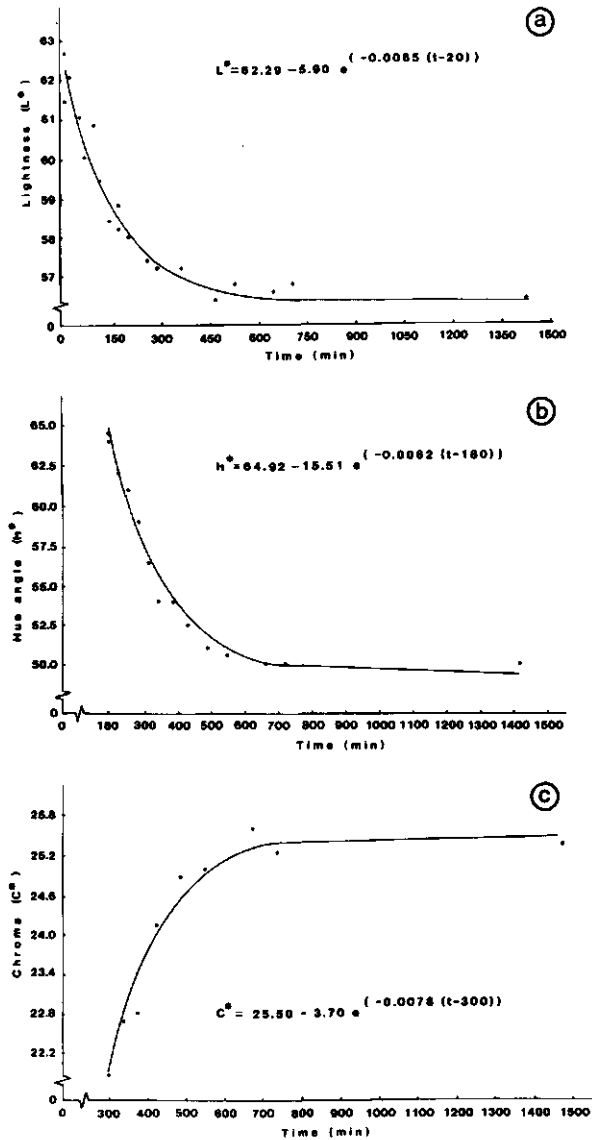 a
L*=62.29 -5.90 e(-0.0065 (t-20))
Lightness (L*)
63
62
61
60
59
58
57
0
0 150 300 450 600 750 900 1050 1200 1350 1500
Time (min)
b
h*=64.92 -15.51 e(-0.0062 (t-180))
Hue angle (h*)
65.0
62.5
60.0
57.5
55.0
52.5
50.0
0
0 180 300 400 500 600 700 800 900 1000 1100 1200 1300 1400 1500
Time (min)
c
Chroma (C*)
25.8
25.2
24.6
24.0
23.4
22.8
22.2
0
C* = 25.50 -3.70 e(-0.0078 (t-300))
0 300 400 500 600 700 800 900 1000 1100 1200 1300 1400 1500
Time (min)